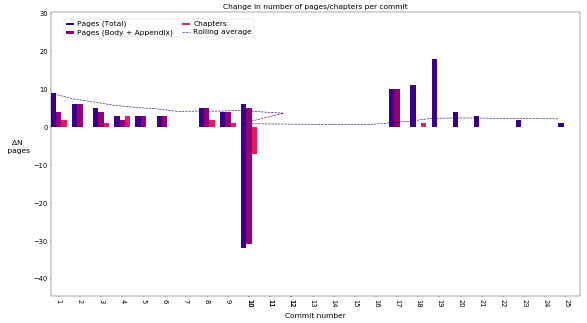 Change in number of pages/chapters per commit
Pages (Total)
Pages (Body + Appendix)
Chapters
Rolling average
30
20
10
0
−10
−20
−30
−40
ΔN
pages
1 2 3 4 5 6 7 8 9 10 11 12 13 14 15 16 17 18 19 20 21 22 23 24 25
Commit number